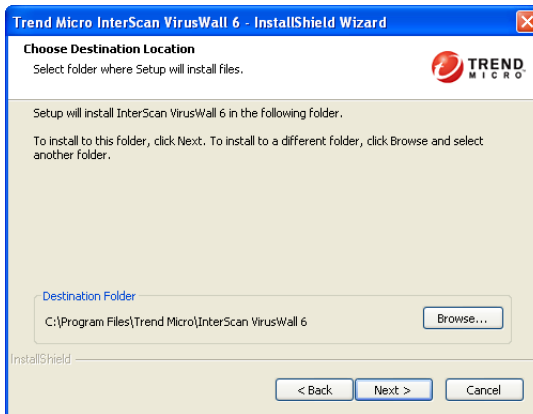 Trend Micro InterScan VirusWall 6 - InstallShield Wizard
Choose Destination Location
Select folder where Setup will install files.
TREND
MICRO
Setup will install InterScan VirusWall 6 in the following folder.
To install to this folder, click Next. To install to a different folder, click Browse and select
another folder.
Destination Folder
C:\Program Files\Trend Micro\InterScan VirusWall 6
Browse...
InstallShield
< Back
Next >
Cancel